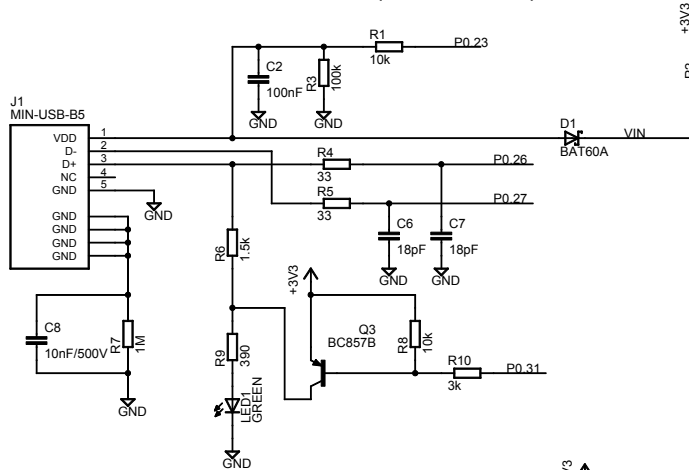 +3V3
R1
P0.23
10k
C2
100nF
R3
100k
GND
GND
J1
MIN-USB-B5
VDD
1
D-
2
D+
3
NC
4
GND
5
GND
GND
GND
GND
GND
D1
VIN
BAT60A
R4
33
P0.26
R5
33
P0.27
C6
18pF
C7
18pF
GND
GND
R6
1.5k
+3V3
C8
10nF/500V
R7
1M
GND
R9
390
Q3
BC857B
R8
10k
R10
3k
P0.31
LED1
GREEN
GND